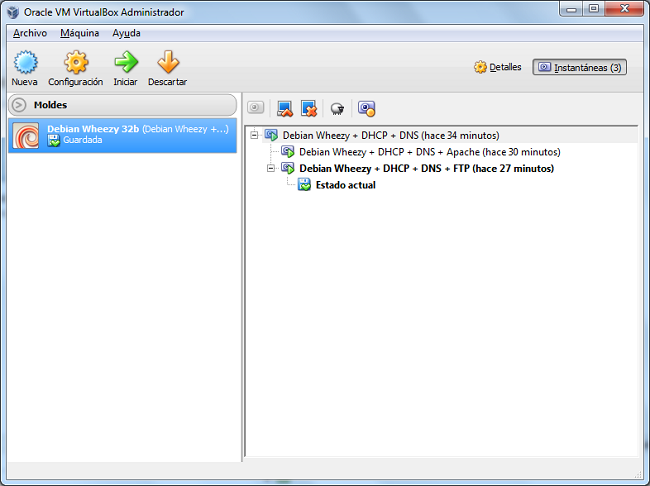 Oracle VM VirtualBox Administrador
Archivo Máquina Ayuda
Nueva Configuración Iniciar Descartar
Detalles
Instantáneas (3)
Moldes
Debian Wheezy 32b (Debian Wheezy +...)
Guardada
Debian Wheezy + DHCP + DNS (hace 34 minutos)
Debian Wheezy + DHCP + DNS + Apache (hace 30 minutos)
Debian Wheezy + DHCP + DNS + FTP (hace 27 minutos)
Estado actual